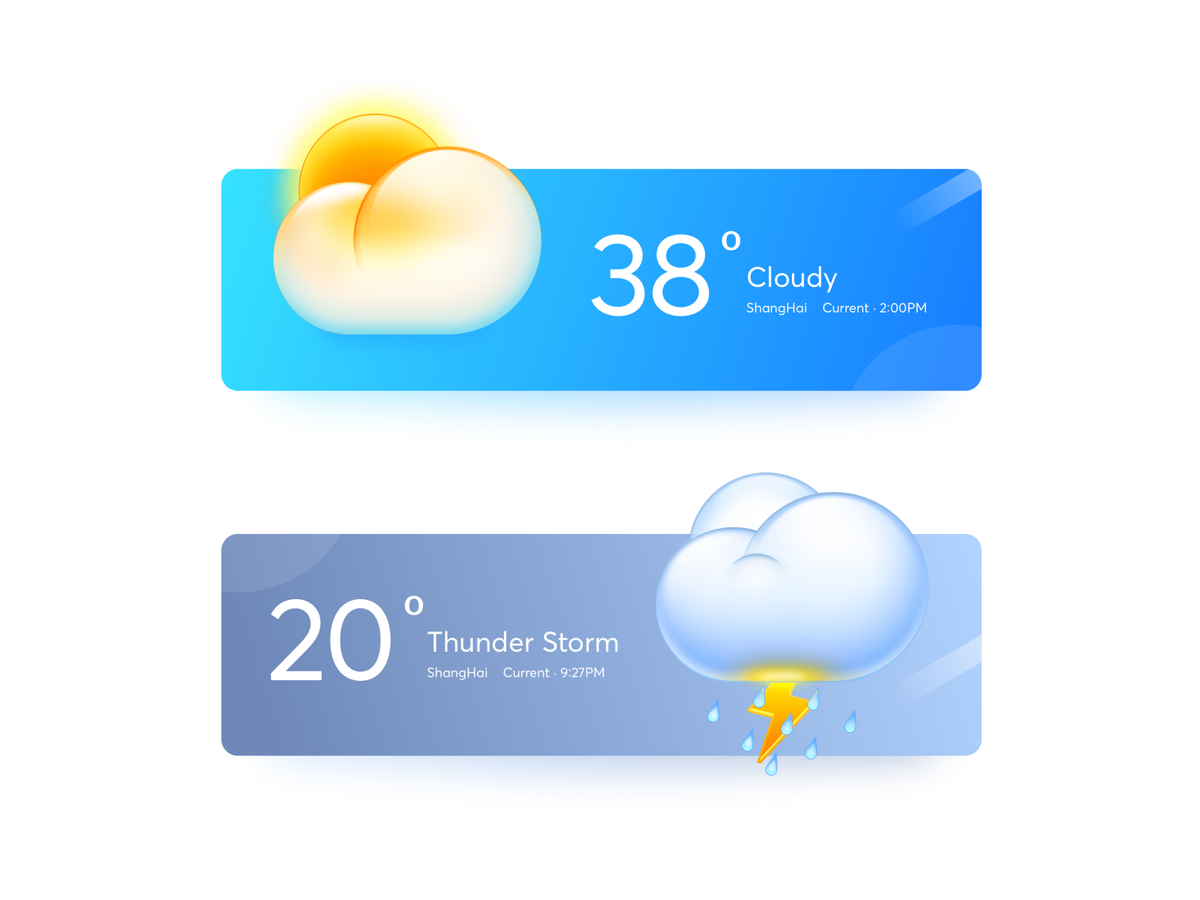 38°
Cloudy
ShangHai Current · 2:00PM
20°
Thunder Storm
ShangHai Current · 9:27PM